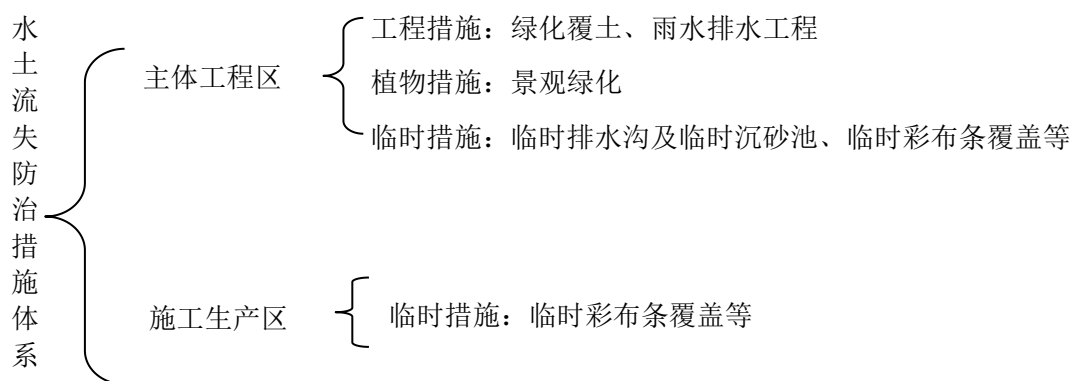 水土流失防治措施体系
主体工程区
工程措施：绿化覆土、雨水排水工程
植物措施：景观绿化
临时措施：临时排水沟及临时沉砂池、临时彩布条覆盖等
施工生产区
临时措施：临时彩布条覆盖等